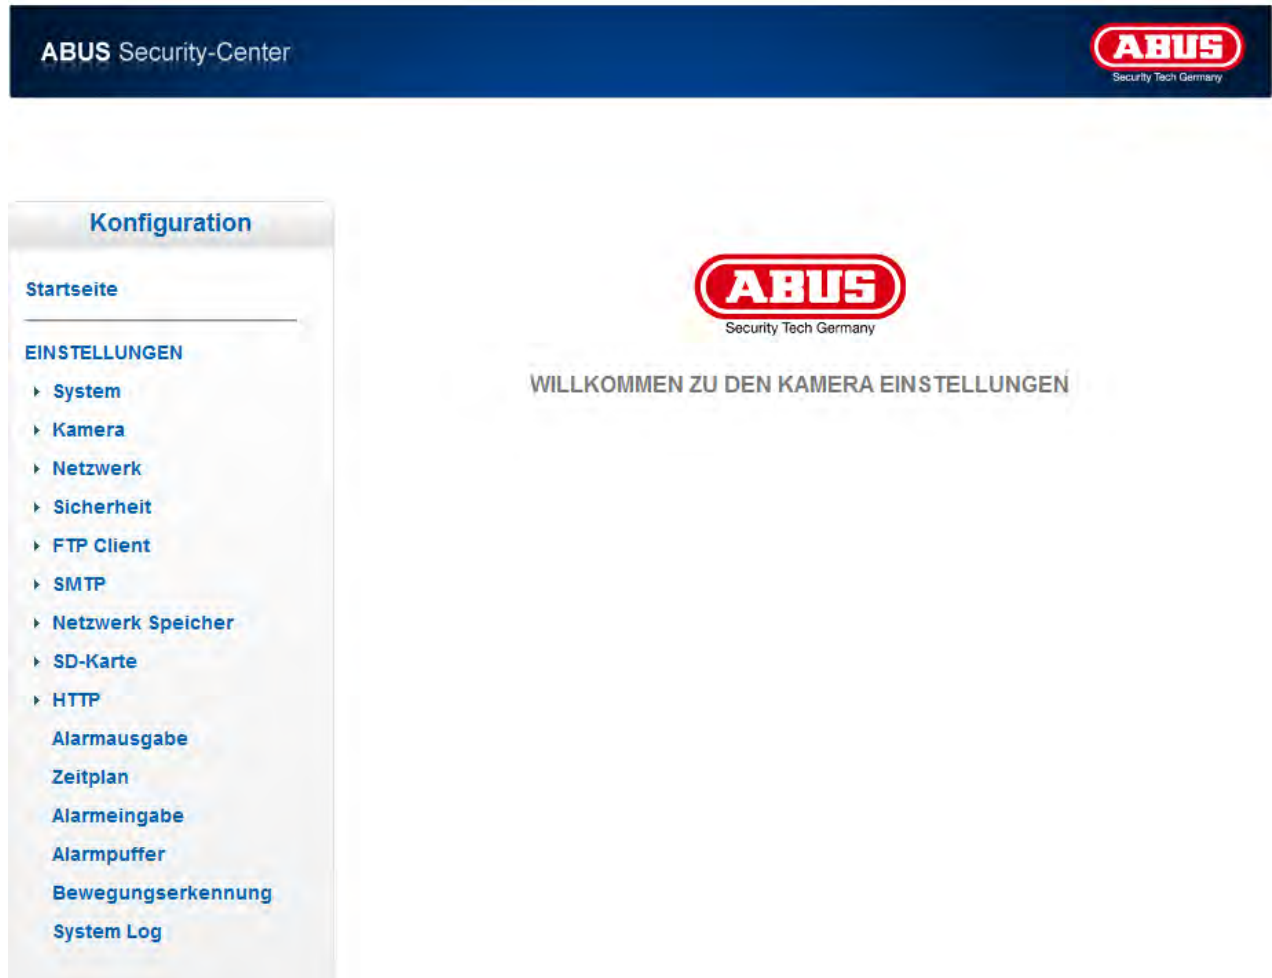 ABUS Security-Center
ABUS
Security Tech Germany
Konfiguration
Startseite
EINSTELLUNGEN
System
Kamera
Netzwerk
Sicherheit
FTP Client
SMTP
Netzwerk Speicher
SD-Karte
HTTP
Alarmausgabe
Zeitplan
Alarmeingabe
Alarmpuffer
Bewegungserkennung
System Log
ABUS
Security Tech Germany
WILLKOMMEN ZU DEN KAMERA EINSTELLUNGEN